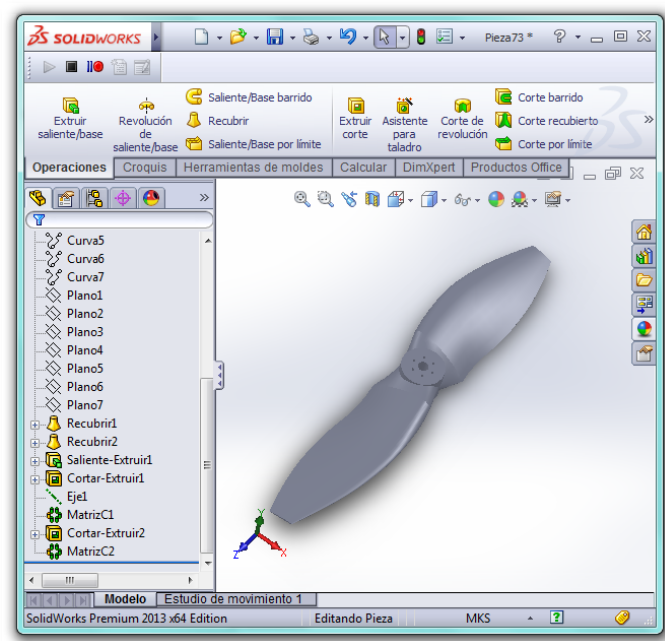 SOLIDWORKS
Pieza73 *
Extruir saliente/base
Revolución de saliente/base
Saliente/Base barrido
Recubrir
Saliente/Base por límite
Extruir corte
Asistente para taladro
Corte de revolución
Corte barrido
Corte recubierto
Corte por límite
Operaciones Croquis Herramientas de moldes Calcular DimXpert Productos Office
Curva5
Curva6
Curva7
Plano1
Plano2
Plano3
Plano4
Plano5
Plano6
Plano7
Recubrir1
Recubrir2
Saliente-Extruir1
Cortar-Extruir1
Eje1
MatrizC1
Cortar-Extruir2
MatrizC2
Y
Z
X
Modelo Estudio de movimiento 1
SolidWorks Premium 2013 x64 Edition Editando Pieza MKS